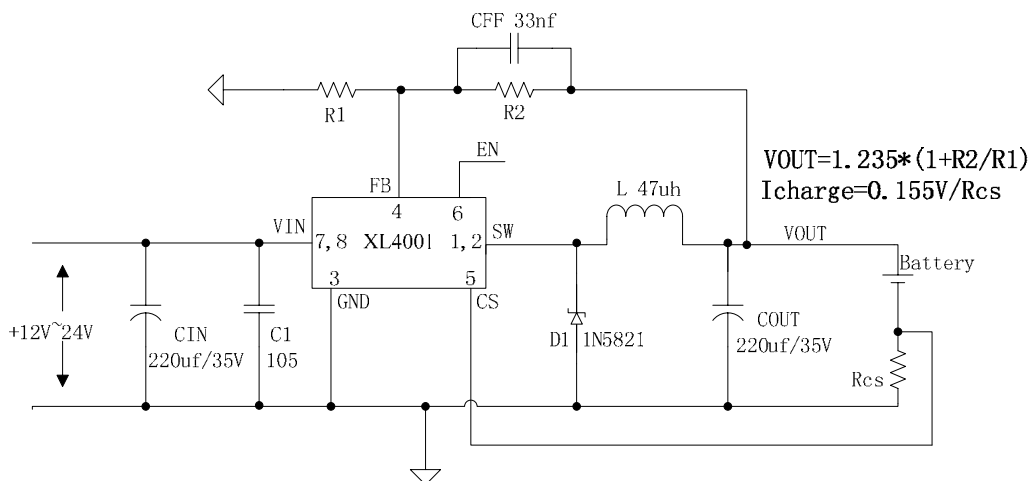 CFF 33nf
R1
R2
EN
VOUT=1.235*(1+R2/R1)
Icharge=0.155V/Rcs
FB
4
6
L 47uh
VIN
7,8
XL4001
1,2
SW
VOUT
3
5
GND
CS
Battery
+12V~24V
CIN
220uf/35V
C1
105
D1
1N5821
COUT
220uf/35V
Rcs